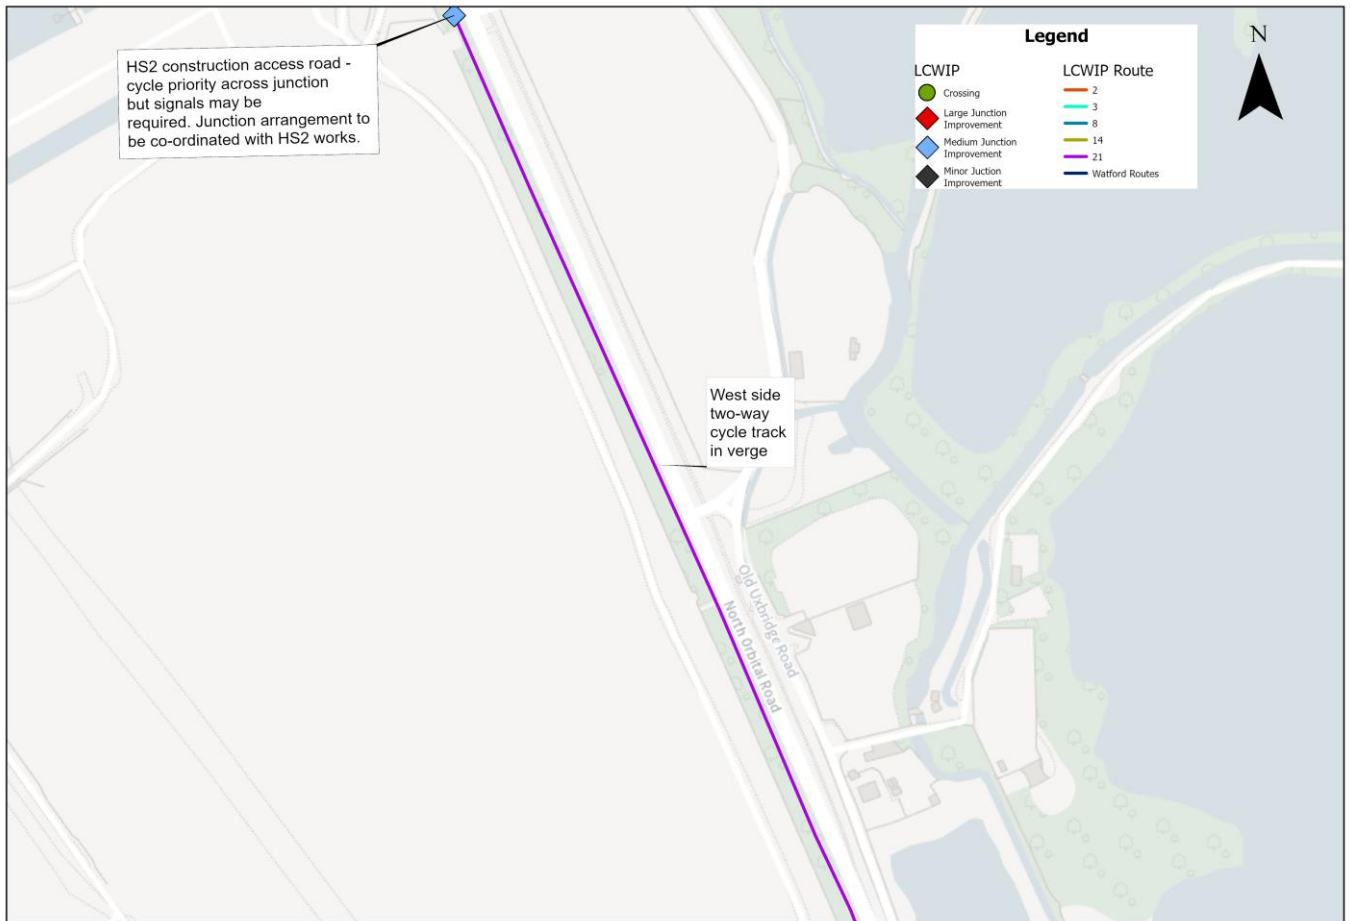 HS2 construction access road -
cycle priority across junction
but signals may be
required. Junction arrangement to
be co-ordinated with HS2 works.
Legend
LCWIP
Crossing
Large Junction
Improvement
Medium Junction
Improvement
Minor Juction
Improvement
LCWIP Route
2
3
8
14
21
Watford Routes
N
West side
two-way
cycle track
in verge
Old Uxbridge Road
North Orbital Road